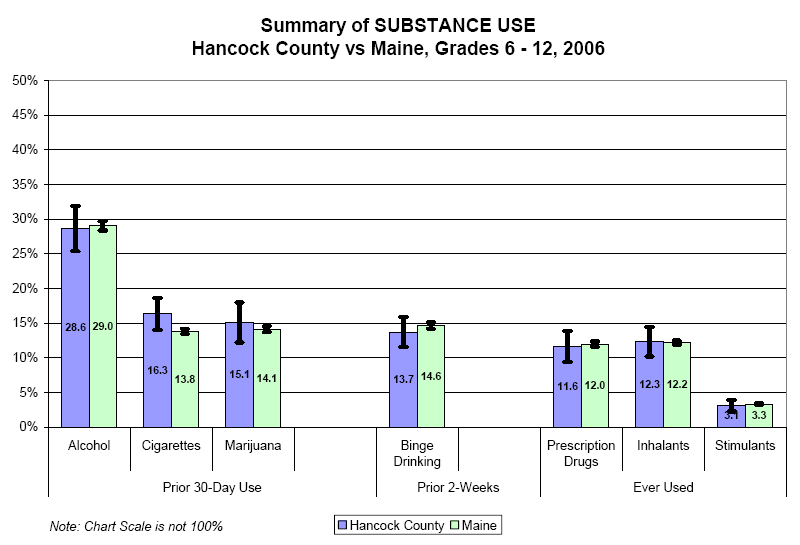 Summary of SUBSTANCE USE
Hancock County vs Maine, Grades 6 - 12, 2006
50%
45%
40%
35%
30%
25%
20%
15%
10%
5%
0%
28.6 29.0 16.3 13.8 15.1 14.1 13.7 14.6 11.6 12.0 12.3 12.2 3.1 3.3
Alcohol Cigarettes Marijuana Binge Drinking Prescription Drugs Inhalants Stimulants
Prior 30-Day Use Prior 2-Weeks Ever Used
Note: Chart Scale is not 100%
Hancock County Maine